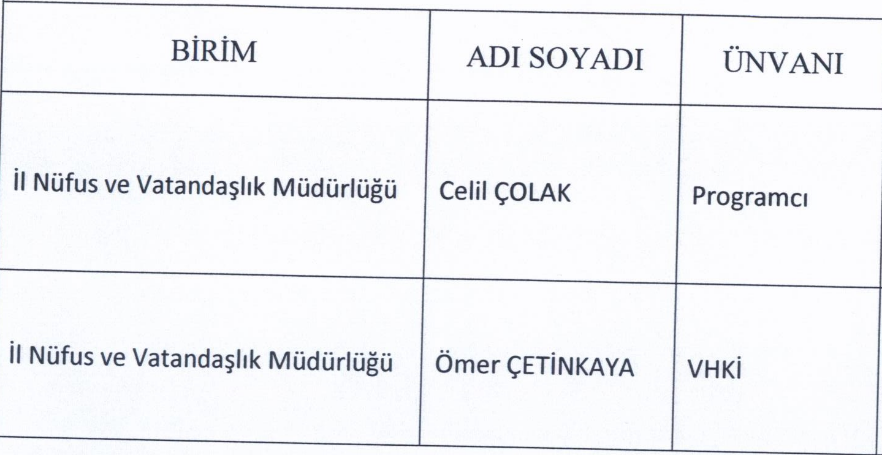 BİRİM ADI SOYADI ÜNVANI
İl Nüfus ve Vatandaşlık Müdürlüğü Celil ÇOLAK Programcı
İl Nüfus ve Vatandaşlık Müdürlüğü Ömer ÇETİNKAYA VHKİ